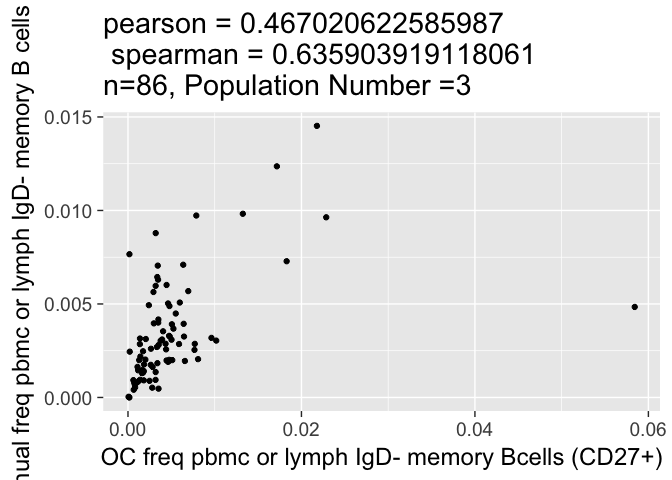 pearson = 0.467020622585987
spearman = 0.635903919118061
n=86, Population Number =3
nual freq pbmc or lymph IgD- memory B cells
0.015
0.010
0.005
0.000
0.00 0.02 0.04 0.06
OC freq pbmc or lymph IgD- memory Bcells (CD27+)